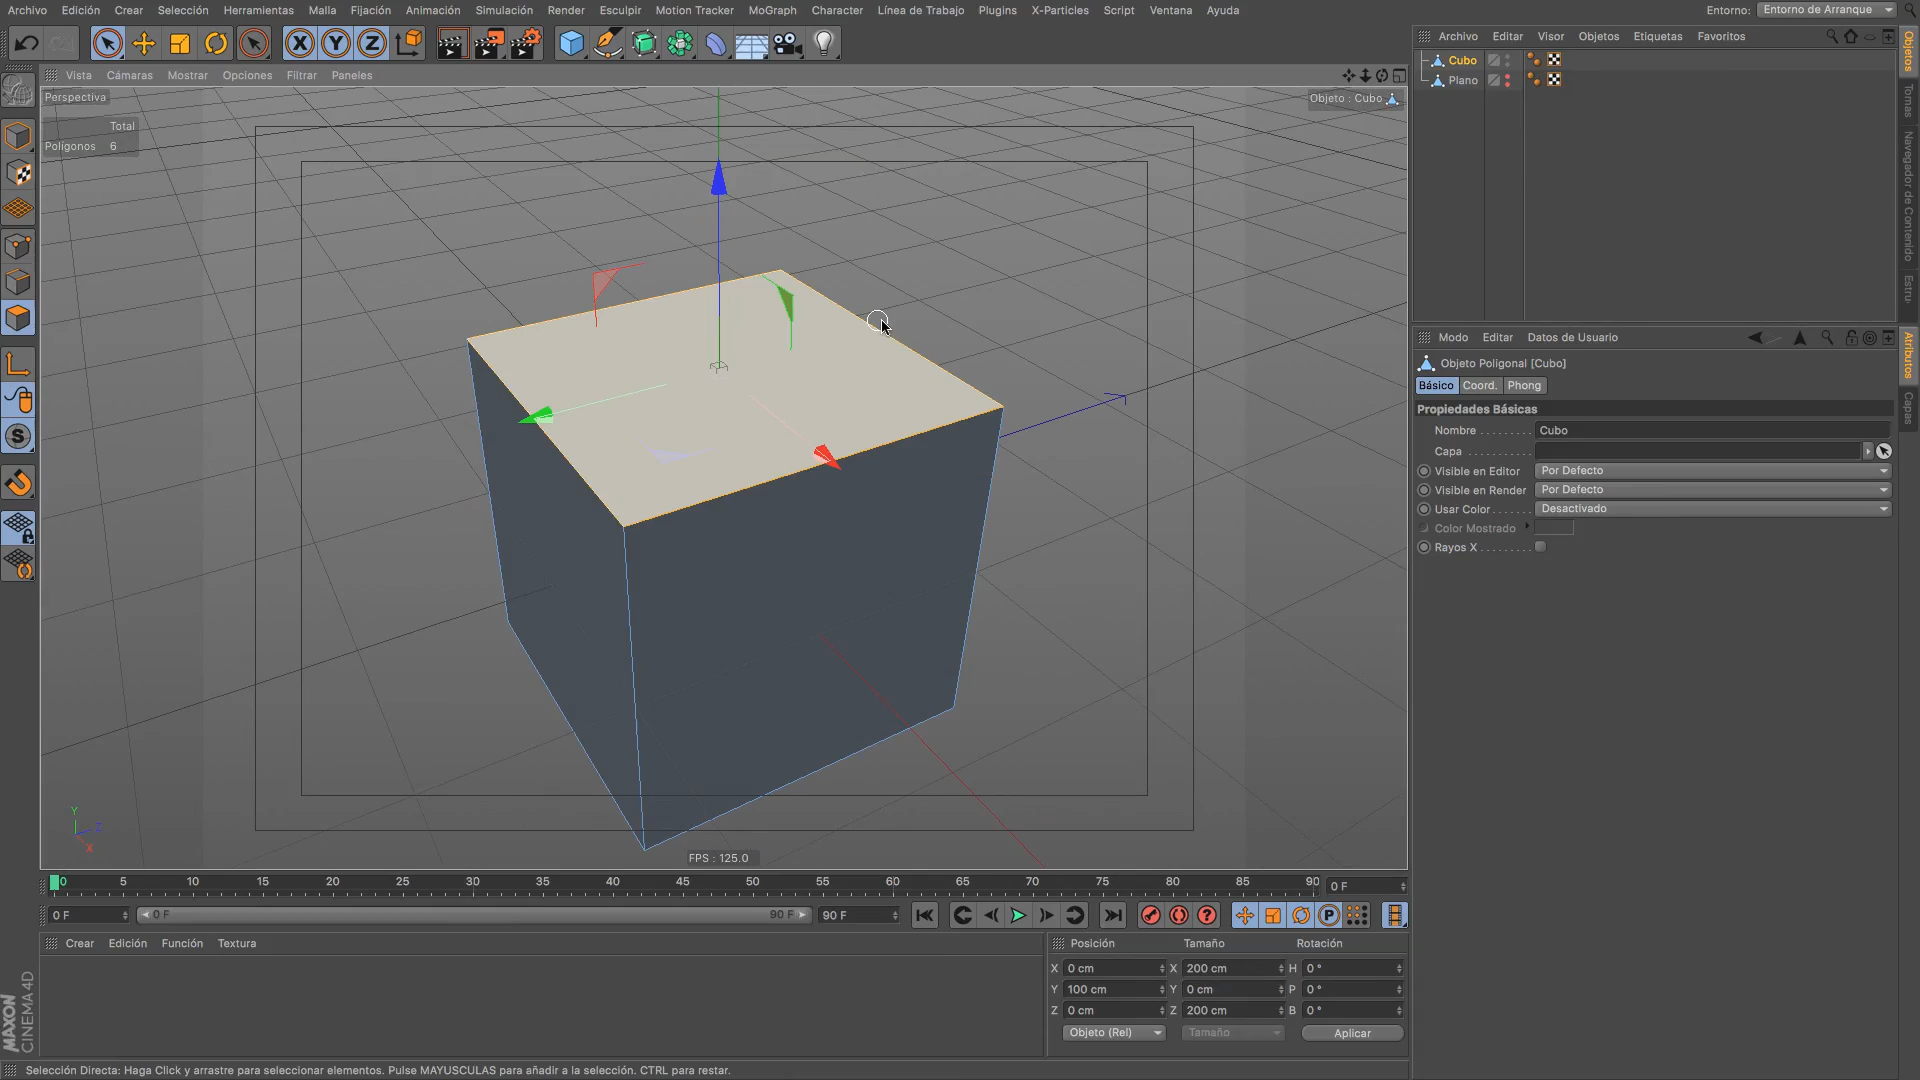 Archivo Edición Crear Selección Herramientas Malla Fijación Animación Simulación Render Esculpir Motion Tracker MoGraph Character Línea de Trabajo Plugins X-Particles Script Ventana Ayuda Entorno: Entorno de Arranque
X Y Z
Archivo Editar Visor Objetos Etiquetas Favoritos
Objetos
Tomas
Navegador de Contenido
Estru
Cubo
Plano
Vista Cámaras Mostrar Opciones Filtrar Paneles
Perspectiva
Objeto : Cubo
Total
Polígonos 6
Modo Editar Datos de Usuario
Atributos
Capas
Objeto Poligonal [Cubo]
Básico Coord. Phong
Propiedades Básicas
Nombre . . . . . . . . Cubo
Capa . . . . . . . . . .
Visible en Editor Por Defecto
Visible en Render Por Defecto
Usar Color . . . . . . . Desactivado
Color Mostrado
Rayos X . . . . . . . . .
S
Y
Z
X
FPS : 125.0
0 5 10 15 20 25 30 35 40 45 50 55 60 65 70 75 80 85 90 0 F
0 F 0 F 90 F 90 F P
Crear Edición Función Textura
Posición Tamaño Rotación
X 0 cm X 200 cm H 0 °
Y 100 cm Y 0 cm P 0 °
Z 0 cm Z 200 cm B 0 °
Objeto (Rel) Tamaño Aplicar
MAXON
CINEMA 4D
Selección Directa: Haga Click y arrastre para seleccionar elementos. Pulse MAYUSCULAS para añadir a la selección. CTRL para restar.